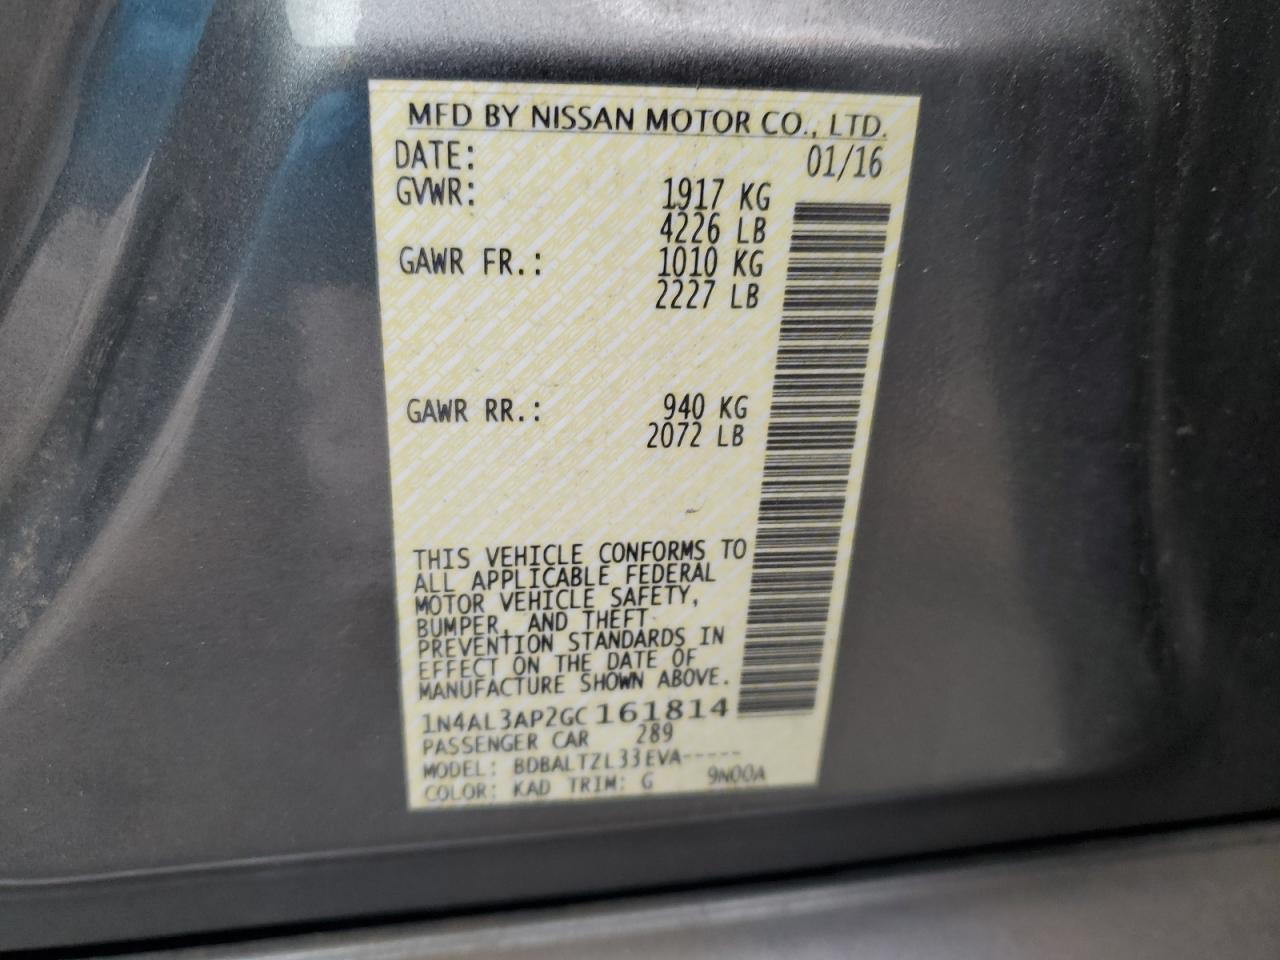 MFD BY NISSAN MOTOR CO., LTD.
DATE: 01/16
GVWR: 1917 KG
4226 LB
GAWR FR.: 1010 KG
2227 LB
GAWR RR.: 940 KG
2072 LB
THIS VEHICLE CONFORMS TO
ALL APPLICABLE FEDERAL
MOTOR VEHICLE SAFETY,
BUMPER, AND THEFT
PREVENTION STANDARDS IN
EFFECT ON THE DATE OF
MANUFACTURE SHOWN ABOVE.
1N4AL3AP2GC161814
PASSENGER CAR 289
MODEL: BDBALTZL33EVA-----
COLOR: KAD TRIM: G 9N00A